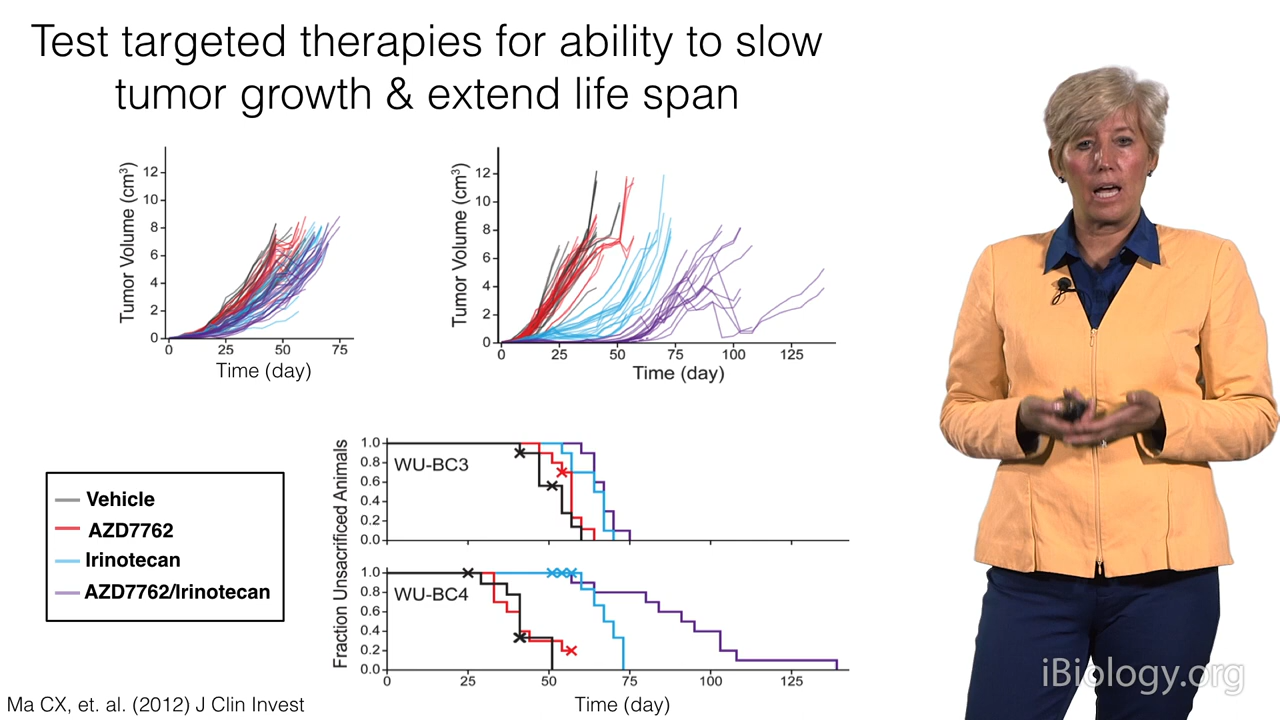 Test targeted therapies for ability to slow
tumor growth & extend life span
Tumor Volume (cm³)
12
10
8
6
4
2
0
0 25 50 75
Time (day)
Tumor Volume (cm³)
12
10
8
6
4
2
0
0 25 50 75 100 125
Time (day)
Vehicle
AZD7762
Irinotecan
AZD7762/Irinotecan
Fraction Unsacrificed Animals
1.0
0.8
0.6
0.4
0.2
0.0
WU-BC3
1.0
0.8
0.6
0.4
0.2
0.0
WU-BC4
0 25 50 75 100 125
Time (day)
Ma CX, et. al. (2012) J Clin Invest
iBiology.org